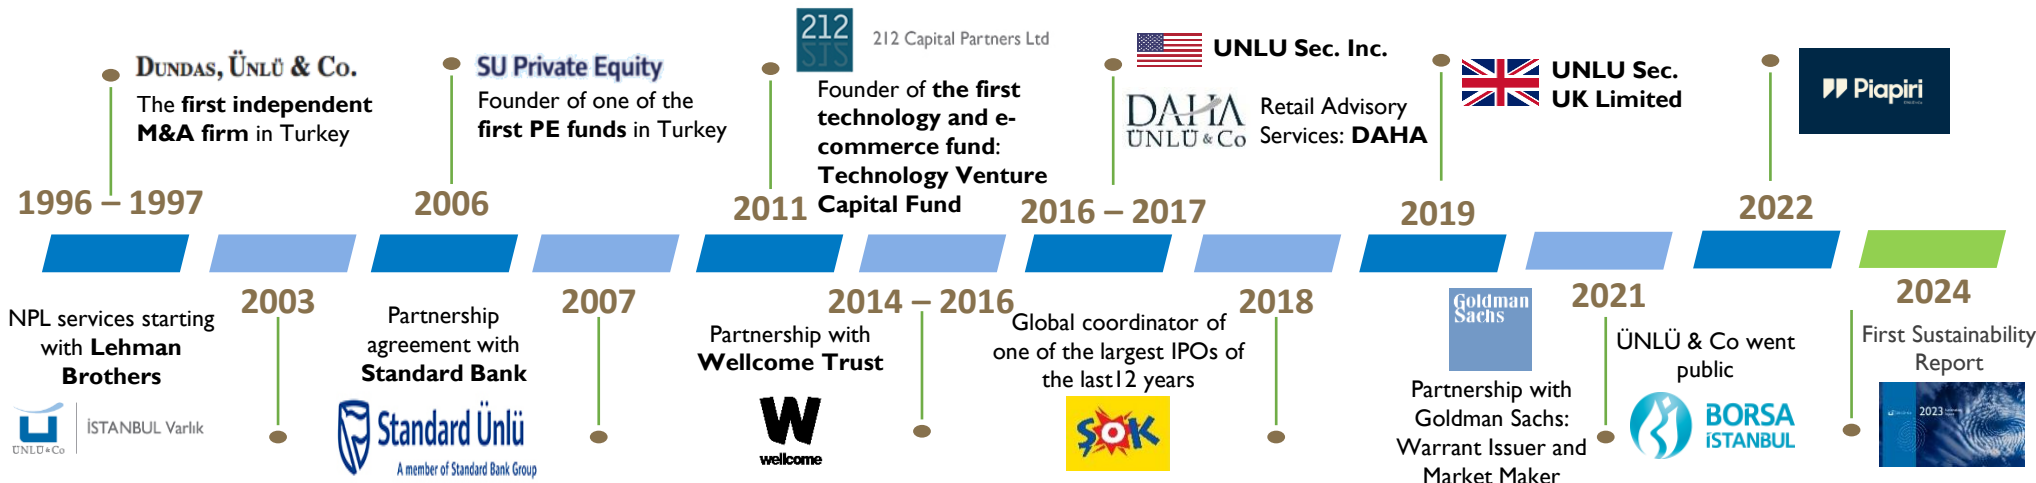 DUNDAS, ÜNLÜ & CO.
The first independent
M&A firm in Turkey
1996 – 1997
SU Private Equity
Founder of one of the
first PE funds in Turkey
2006
212
212 Capital Partners Ltd
Founder of the first
technology and e-
commerce fund:
Technology Venture
Capital Fund
2011
UNLU Sec. Inc.
DAHA
ÜNLÜ & Co
Retail Advisory
Services: DAHA
2016 – 2017
UNLU Sec.
UK Limited
2019
Piapiri
2022
NPL services starting
with Lehman
Brothers
ÜNLÜ & Co
İSTANBUL Varlık
2003
Partnership
agreement with
Standard Bank
Standard Ünlü
A member of Standard Bank Group
2007
Partnership with
Wellcome Trust
W
wellcome
2014 – 2016
Global coordinator of
one of the largest IPOs of
the last12 years
ŞOK
2018
Goldman
Sachs
Partnership with
Goldman Sachs:
Warrant Issuer and
Market Maker
2021
ÜNLÜ & Co went
public
BORSA
İSTANBUL
2024
First Sustainability
Report
2023